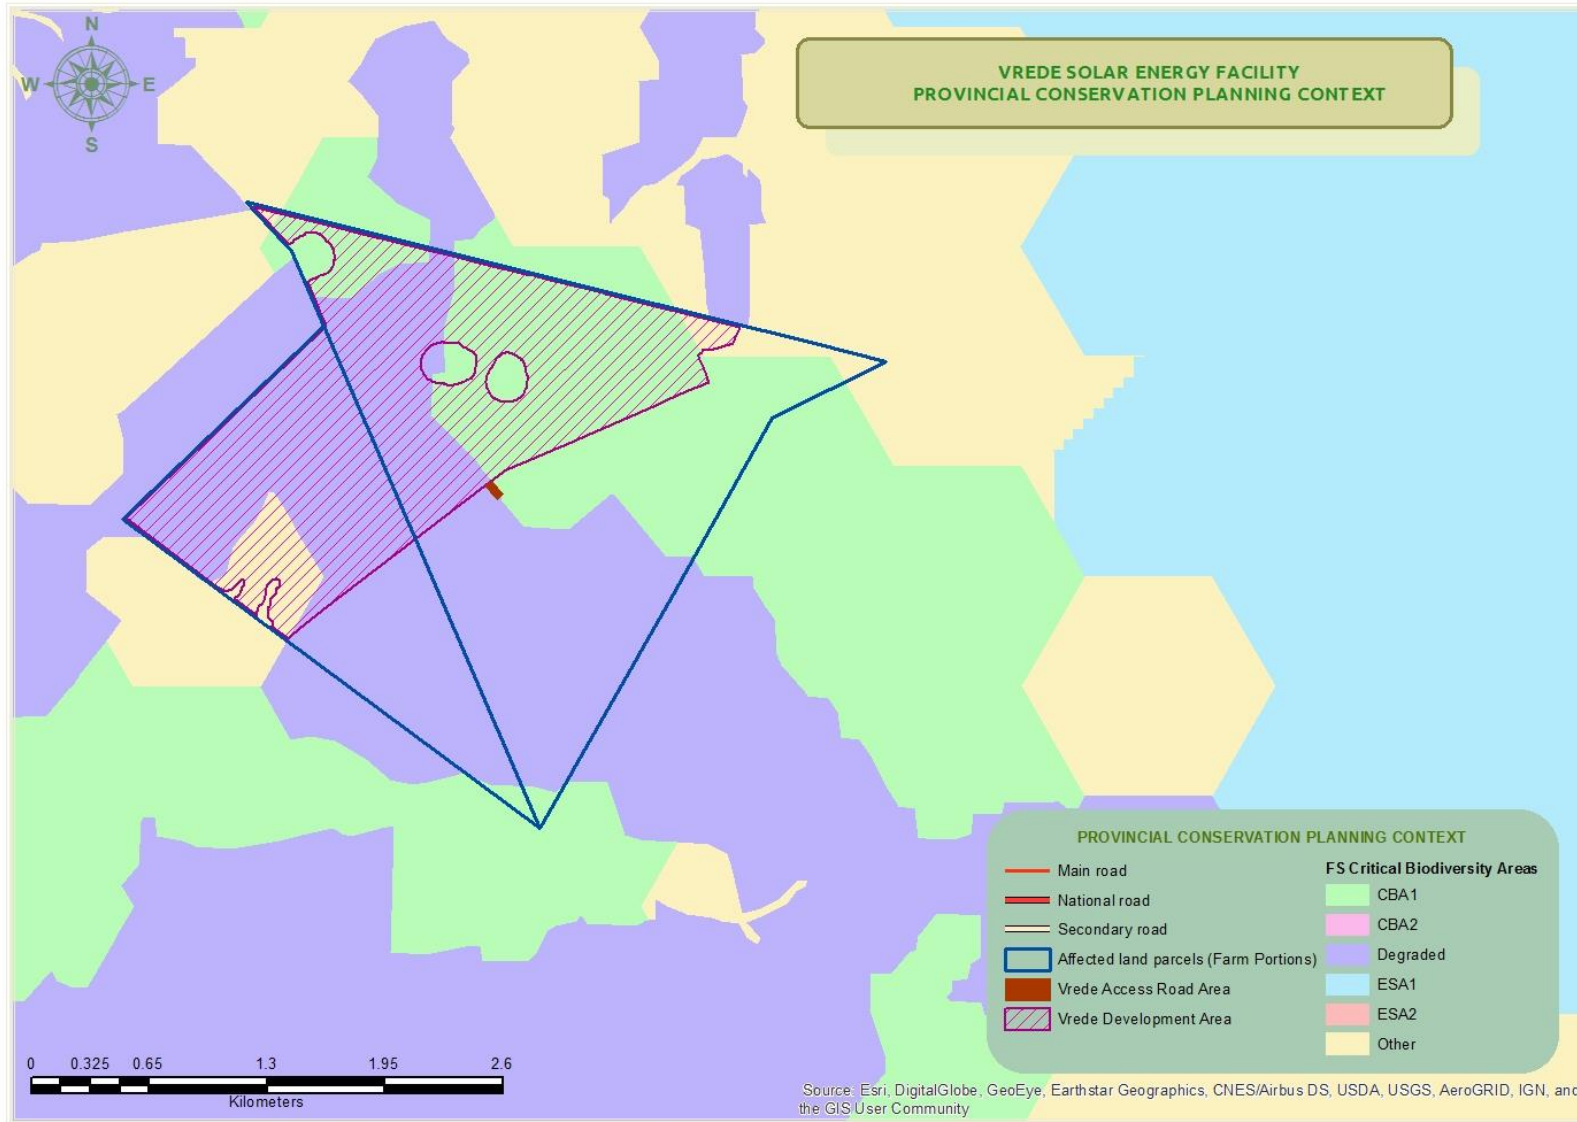 N
W E
S
VREDE SOLAR ENERGY FACILITY
PROVINCIAL CONSERVATION PLANNING CONTEXT
PROVINCIAL CONSERVATION PLANNING CONTEXT
Main road
National road
Secondary road
Affected land parcels (Farm Portions)
Vrede Access Road Area
Vrede Development Area
FS Critical Biodiversity Areas
CBA1
CBA2
Degraded
ESA1
ESA2
Other
0 0.325 0.65 1.3 1.95 2.6
Kilometers
Source: Esri, DigitalGlobe, GeoEye, Earthstar Geographics, CNES/Airbus DS, USDA, USGS, AeroGRID, IGN, and
the GIS User Community